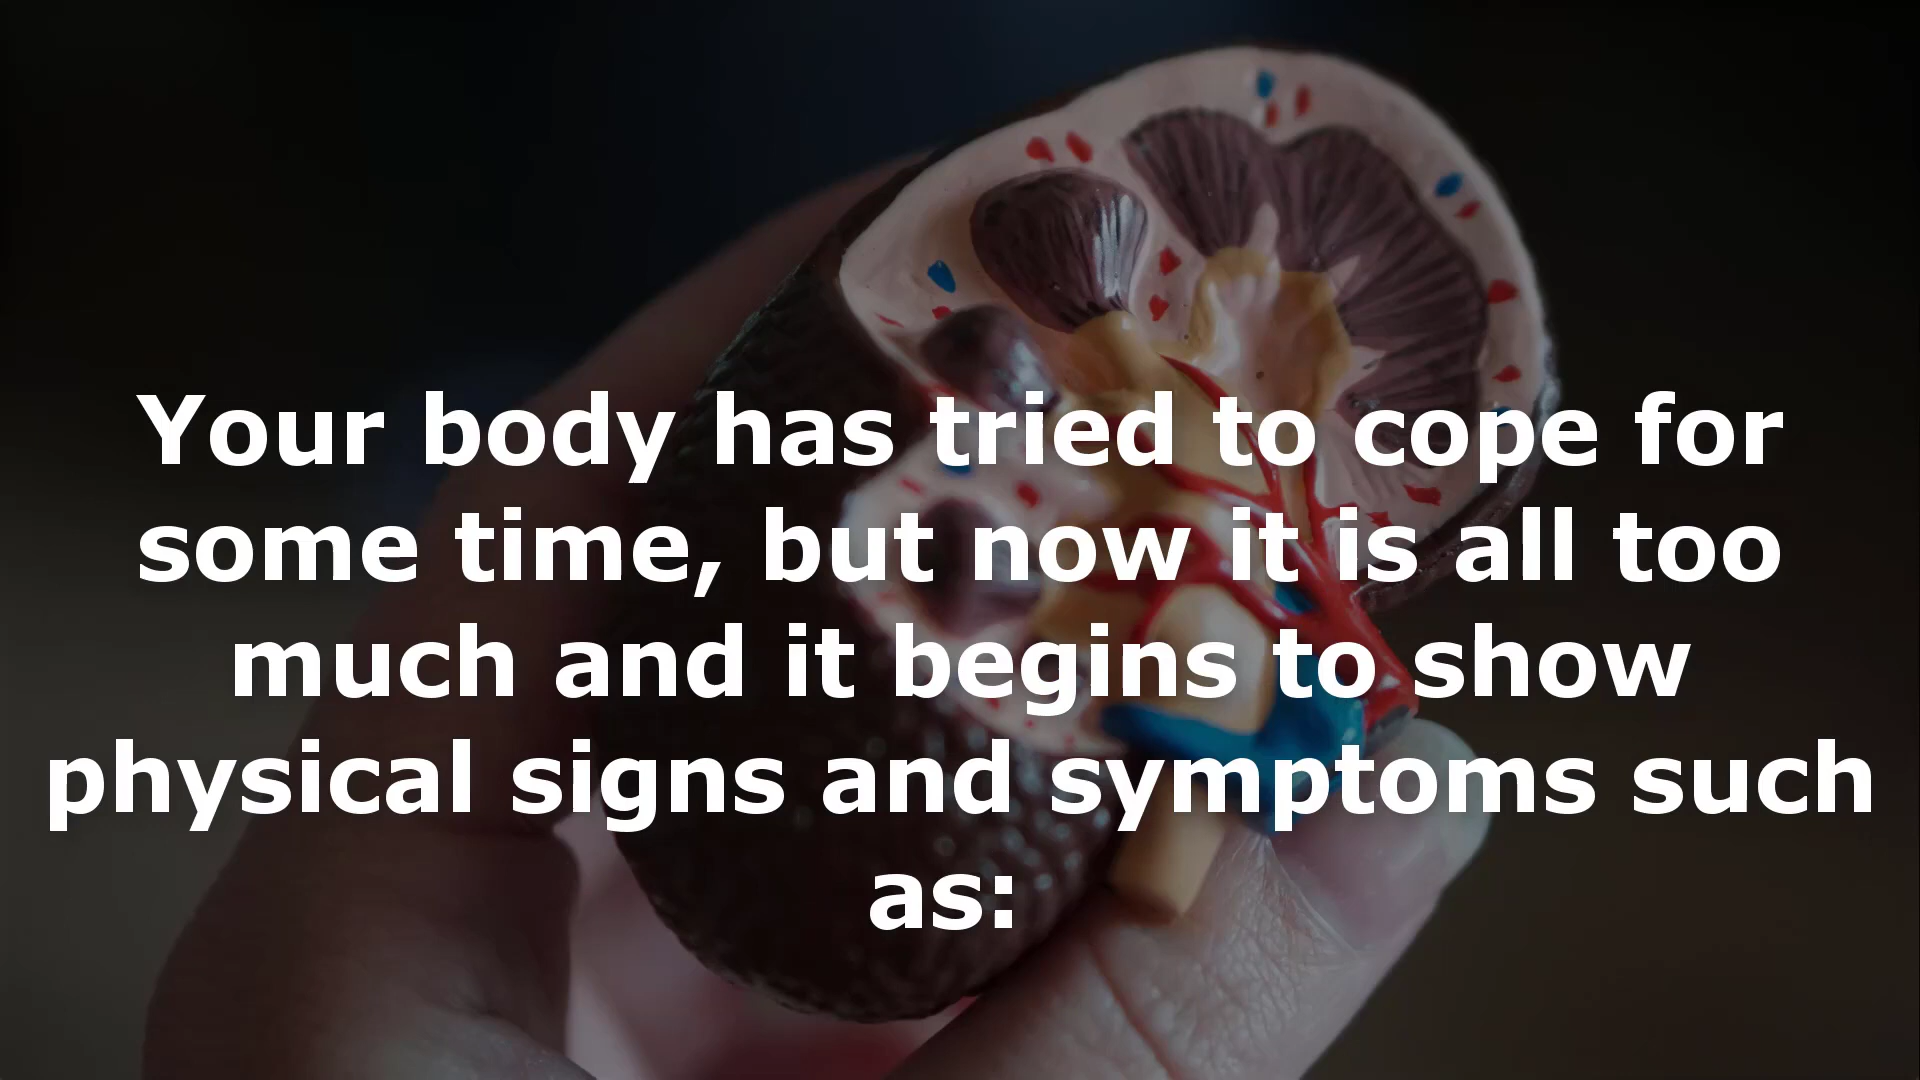 Your body has tried to cope for
some time, but now it is all too
much and it begins to show
physical signs and symptoms such
as: